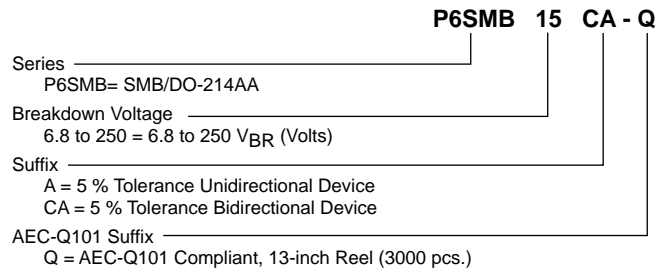 P6SMB 15 CA - Q
Series
P6SMB= SMB/DO-214AA
Breakdown Voltage
6.8 to 250 = 6.8 to 250 VBR (Volts)
Suffix
A = 5 % Tolerance Unidirectional Device
CA = 5 % Tolerance Bidirectional Device
AEC-Q101 Suffix
Q = AEC-Q101 Compliant, 13-inch Reel (3000 pcs.)